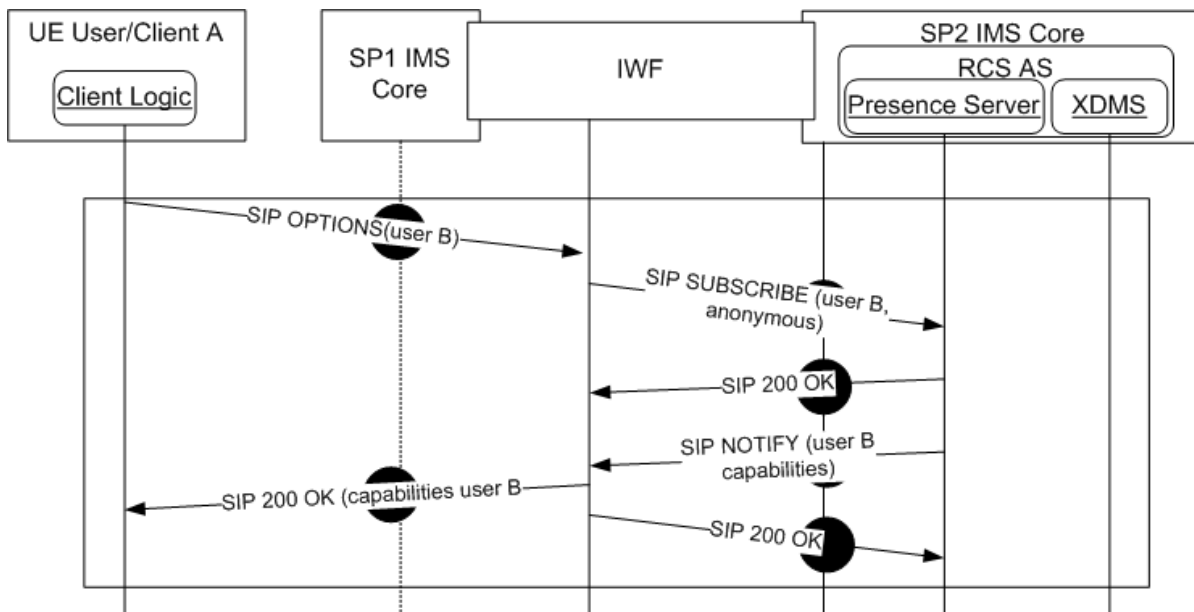 UE User/Client A
Client Logic
SP1 IMS
Core
IWF
SP2 IMS Core
RCS AS
Presence Server
XDMS
SIP OPTIONS(user B)
SIP SUBSCRIBE (user B,
anonymous)
SIP 200 OK
SIP NOTIFY (user B
capabilities)
SIP 200 OK (capabilities user B
SIP 200 OK